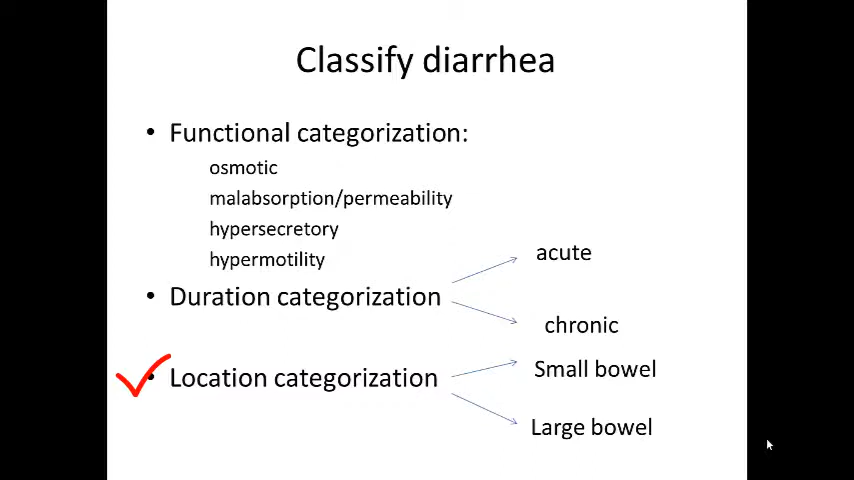 Classify diarrhea
• Functional categorization:
osmotic
malabsorption/permeability
hypersecretory
hypermotility
• Duration categorization
acute
chronic
• Location categorization
Small bowel
Large bowel